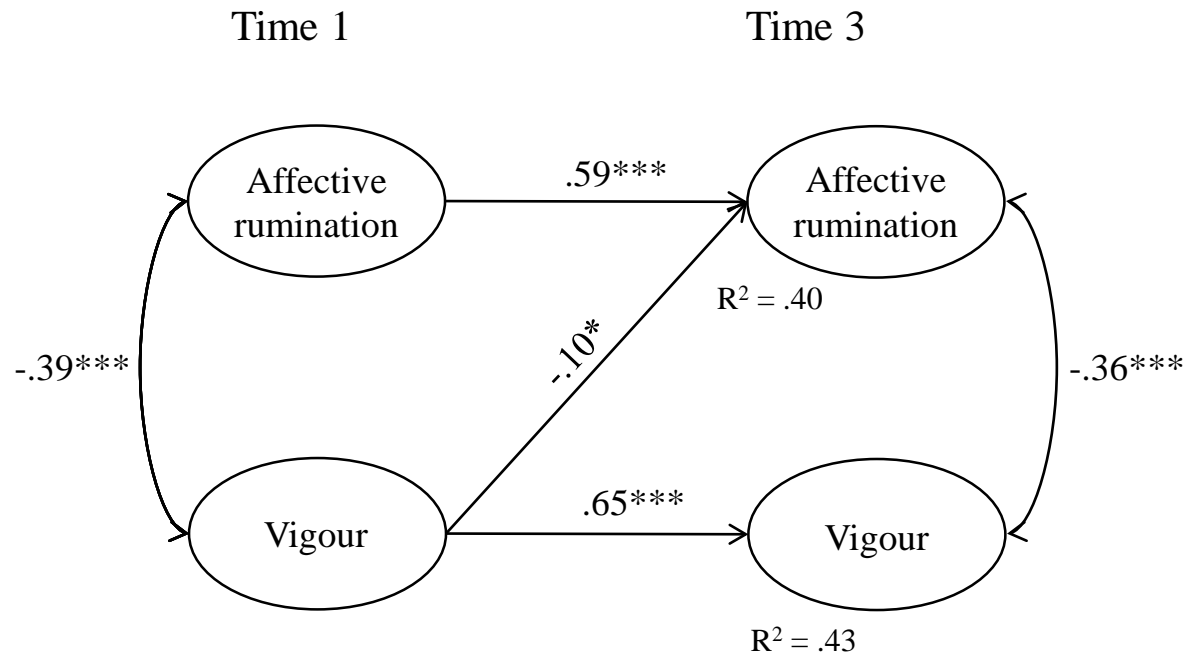 Time 1
Time 3
Affective
rumination
.59***
Affective
rumination
R² = .40
-.39***
-.10*
-.36***
Vigour
.65***
Vigour
R² = .43